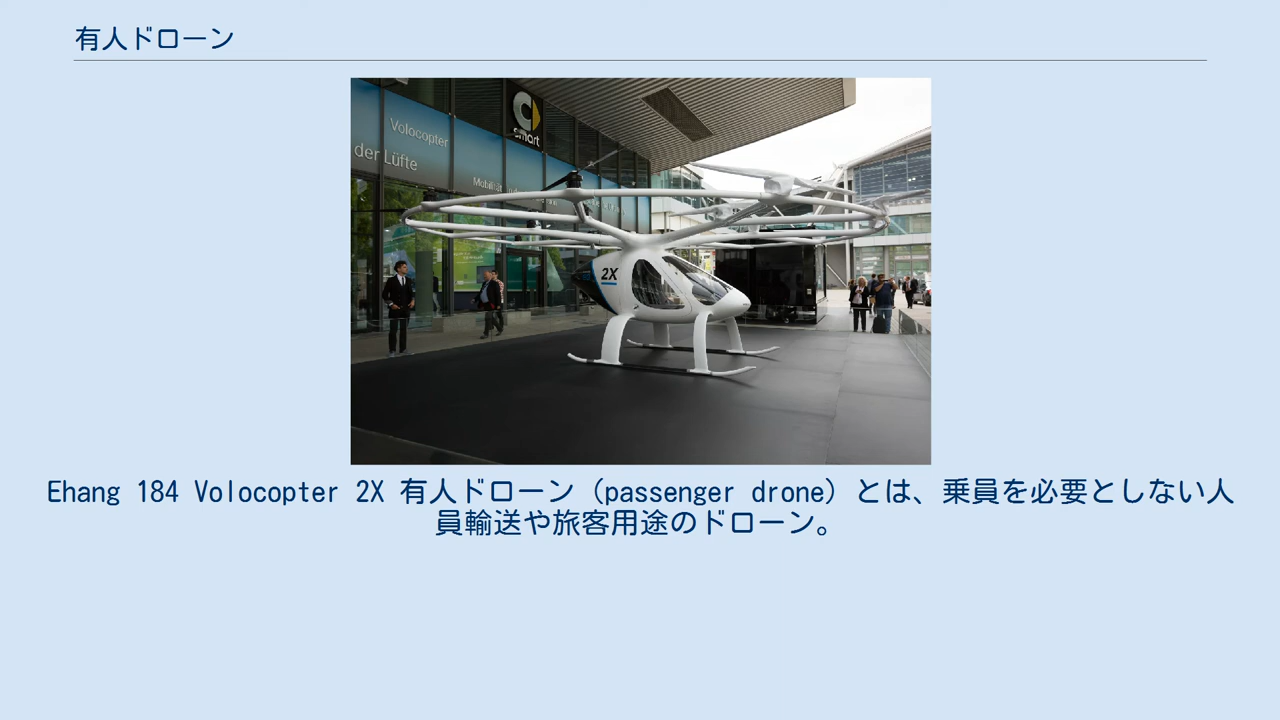 有人ドローン
smart
Volocopter
der Lüfte
2X
Ehang 184 Volocopter 2X 有人ドローン（passenger drone）とは、乗員を必要としない人
員輸送や旅客用途のドローン。